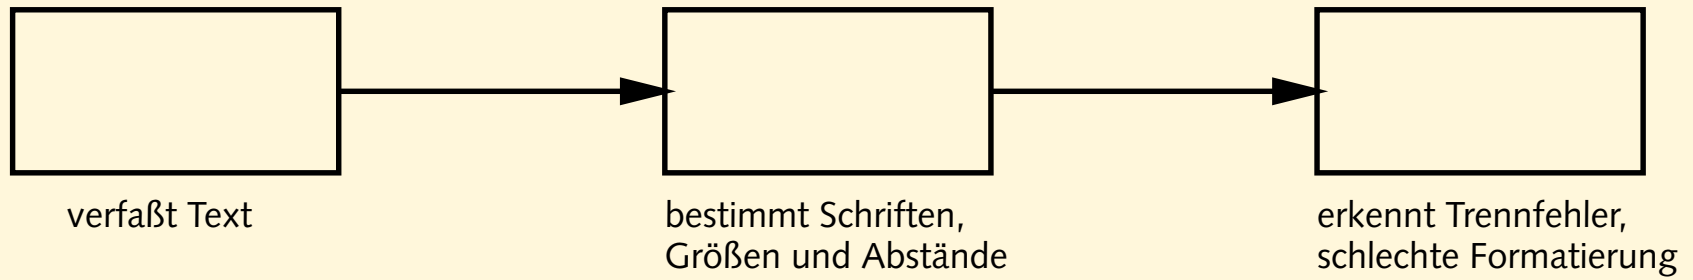 verfaßt Text
bestimmt Schriften,
Größen und Abstände
erkennt Trennfehler,
schlechte Formatierung